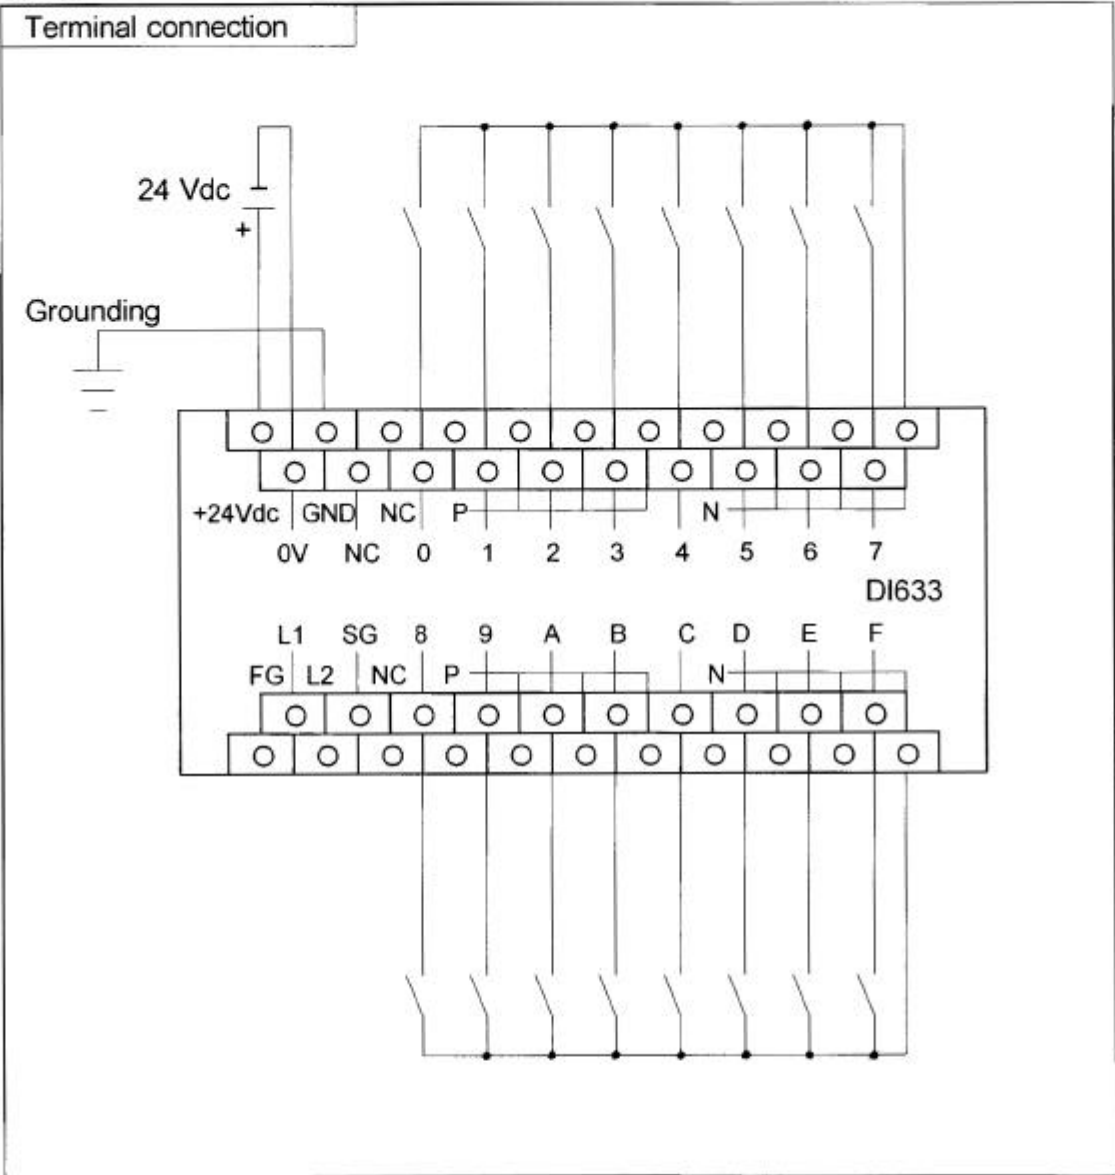 Terminal connection
24 Vdc
+
Grounding
+24Vdc GND NC P N
0V NC 0 1 2 3 4 5 6 7
DI633
L1 SG 8 9 A B C D E F
FG L2 NC P N